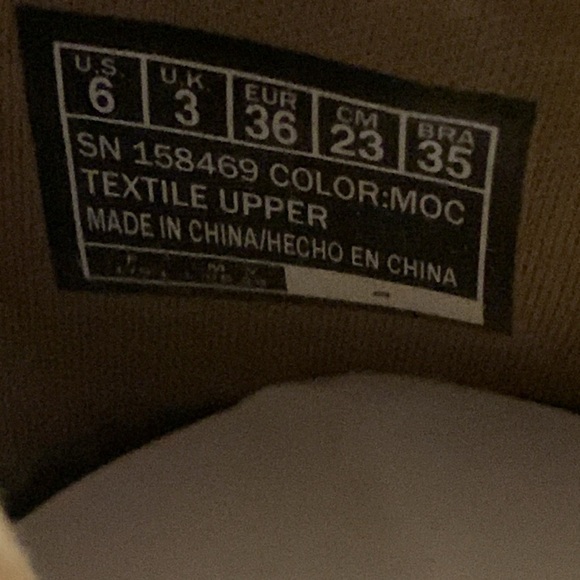 U.S. U.K. EUR CM BRA
6 3 36 23 35
SN 158469 COLOR:MOC
TEXTILE UPPER
MADE IN CHINA/HECHO EN CHINA